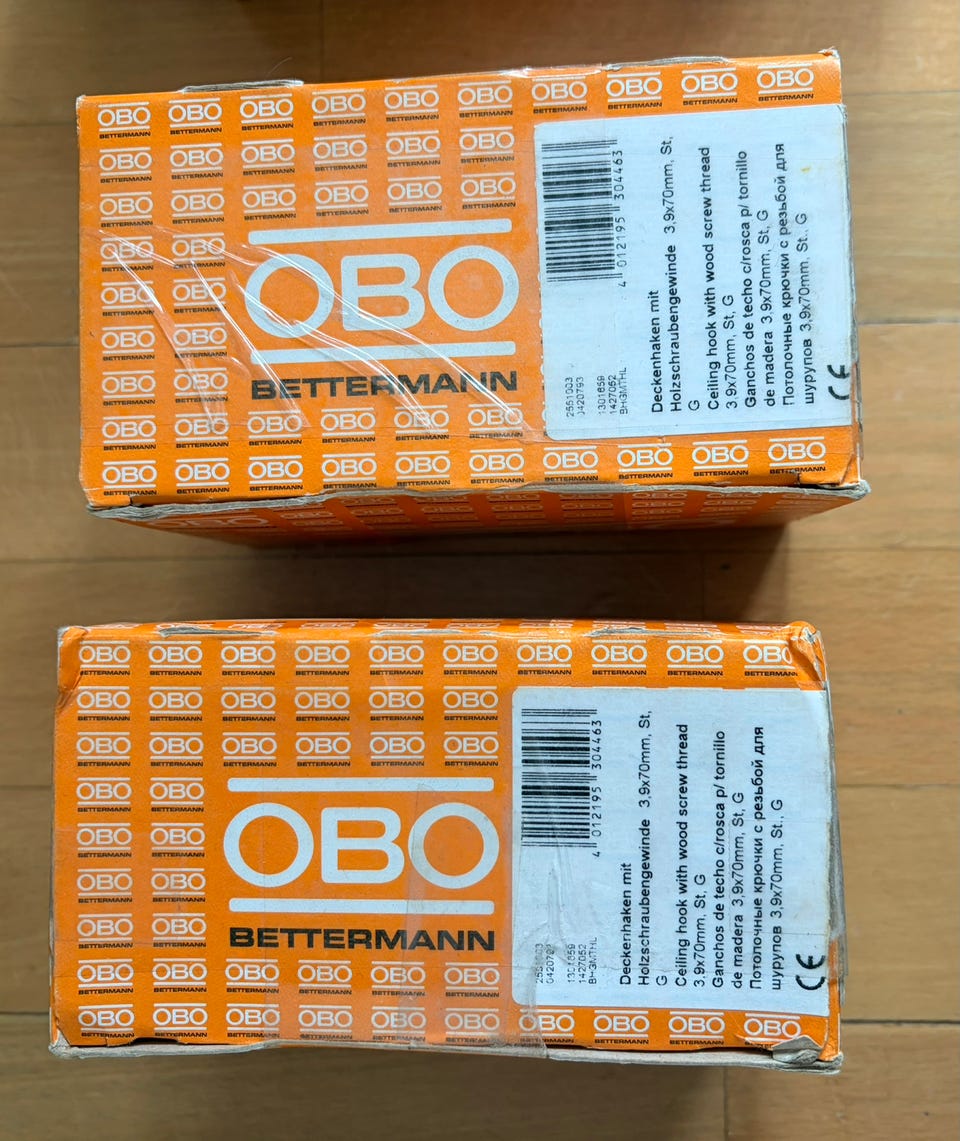 OBO
BETTERMANN
4 012195 304463
Deckenhaken mit
Holzschraubengewinde 3,9x70mm, St,
G
Ceiling hook with wood screw thread
3,9x70mm, St, G
Ganchos de techo c/rosca p/ tornillo
de madera 3,9x70mm, St, G
Потолочные крючки с резьбой для
шурупов 3,9x70mm, St., G
CE
2551003
0420793
1301659
1427052
OBO
BETTERMANN
4 012195 304463
Deckenhaken mit
Holzschraubengewinde 3,9x70mm, St,
G
Ceiling hook with wood screw thread
3,9x70mm, St, G
Ganchos de techo c/rosca p/ tornillo
de madera 3,9x70mm, St, G
Потолочные крючки с резьбой для
шурупов 3,9x70mm, St., G
CE
1427052